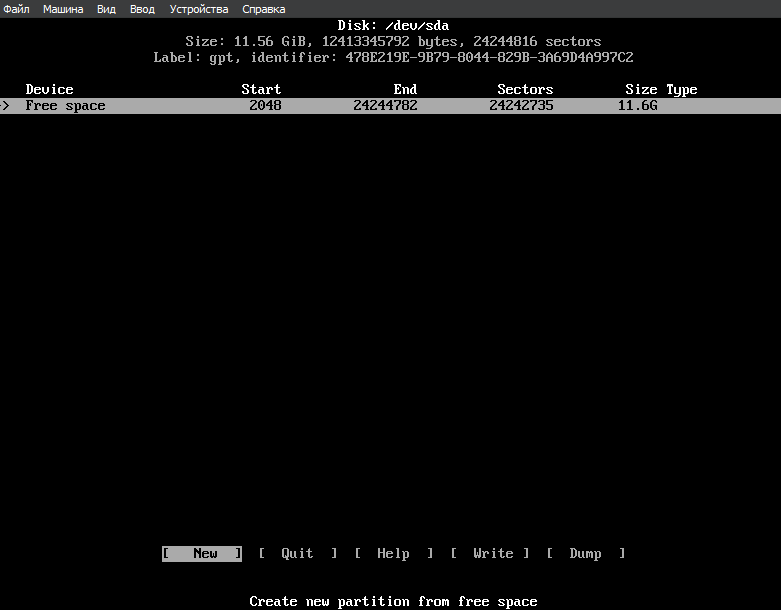 Файл Машина Вид Ввод Устройства Справка
Disk: /dev/sda
Size: 11.56 GiB, 12413345792 bytes, 24244816 sectors
Label: gpt, identifier: 478E219E-9B79-8044-829B-3A69D4A997C2
Device Start End Sectors Size Type
-> Free space 2048 24244782 24242735 11.6G
[ New ] [ Quit ] [ Help ] [ Write ] [ Dump ]
Create new partition from free space